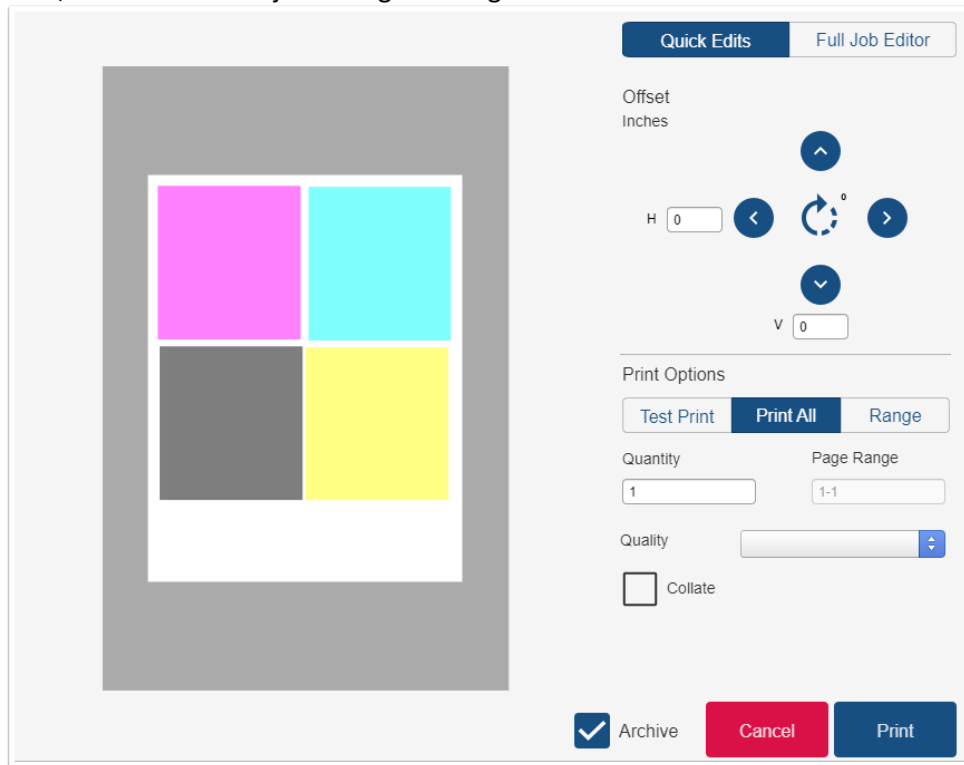 Quick Edits Full Job Editor
Offset
Inches
0
H 0
V 0
Print Options
Test Print Print All Range
Quantity Page Range
1 1-1
Quality
Collate
Archive Cancel Print